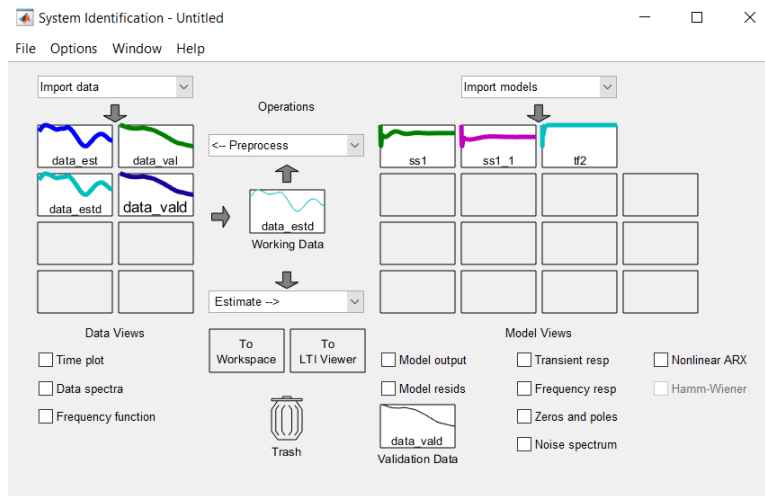 System Identification - Untitled
File Options Window Help
Import data
Import models
Operations
data_est
data_val
<-- Preprocess
ss1
ss1_1
tf2
data_estd
data_vald
data_estd
Working Data
Estimate -->
Data Views
Model Views
To
Workspace
To
LTI Viewer
Time plot
Data spectra
Frequency function
Model output
Model resids
Transient resp
Frequency resp
Zeros and poles
Noise spectrum
Nonlinear ARX
Hamm-Wiener
Trash
data_vald
Validation Data